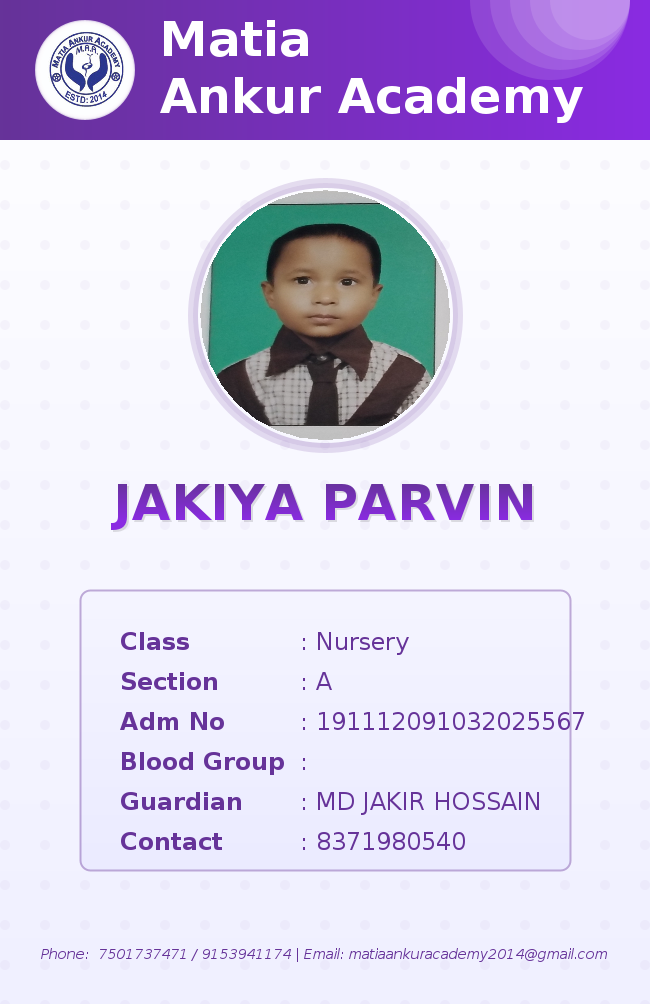 MATIA ANKUR ACADEMY
M.A.A.
ESTD: 2014
Matia
Ankur Academy
JAKIYA PARVIN
Class : Nursery
Section : A
Adm No : 191112091032025567
Blood Group :
Guardian : MD JAKIR HOSSAIN
Contact : 8371980540
Phone: 7501737471 / 9153941174 | Email: matiaankuracademy2014@gmail.com